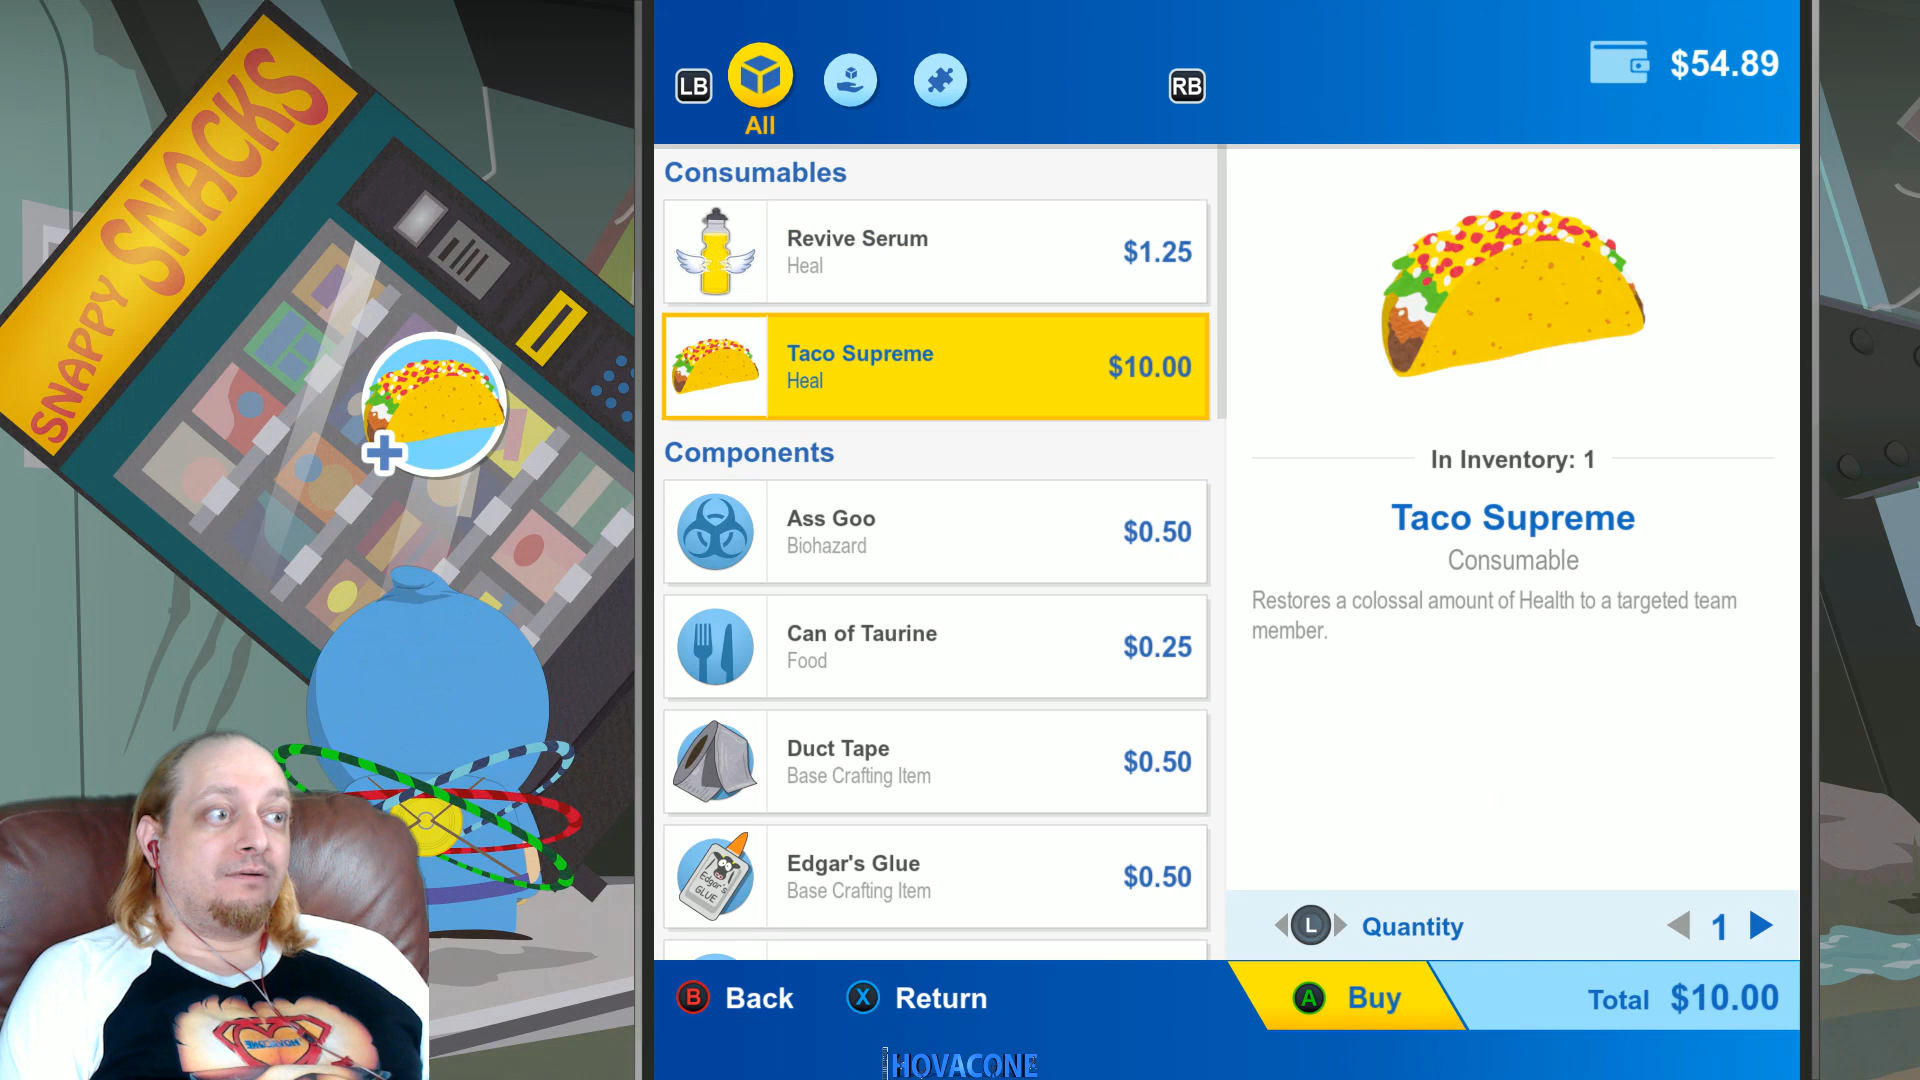 SNAPPY SNACKS
LB
All
RB
$54.89
Consumables
Revive Serum
Heal
$1.25
Taco Supreme
Heal
$10.00
Components
Ass Goo
Biohazard
$0.50
Can of Taurine
Food
$0.25
Duct Tape
Base Crafting Item
$0.50
Edgar's Glue
Base Crafting Item
$0.50
Edgar's
GLUE
In Inventory: 1
Taco Supreme
Consumable
Restores a colossal amount of Health to a targeted team
member.
L Quantity 1
B Back X Return
A Buy Total $10.00
HOVACONE